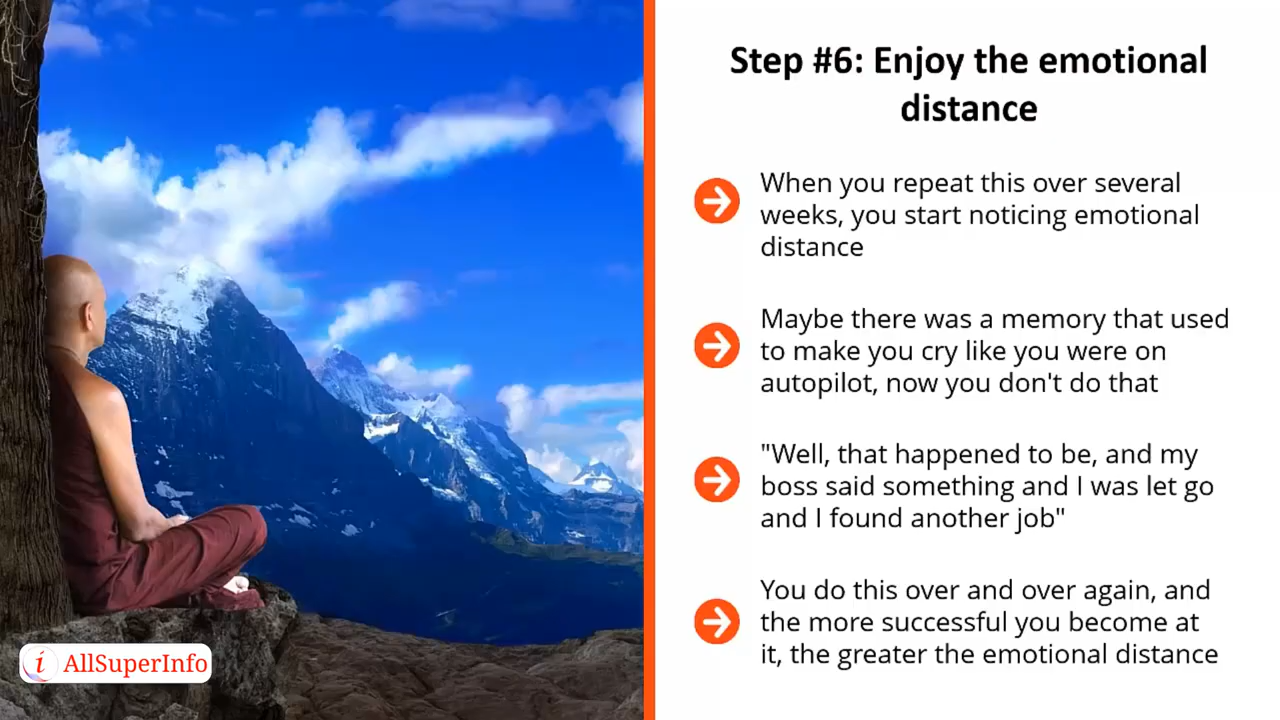 Step #6: Enjoy the emotional
distance
When you repeat this over several
weeks, you start noticing emotional
distance
Maybe there was a memory that used
to make you cry like you were on
autopilot, now you don't do that
"Well, that happened to be, and my
boss said something and I was let go
and I found another job"
You do this over and over again, and
the more successful you become at
it, the greater the emotional distance
i AllSuperInfo